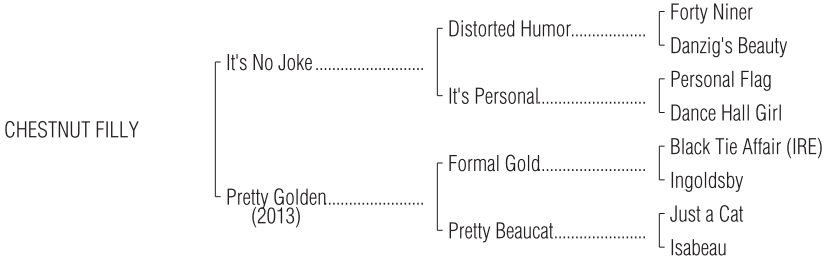 Forty Niner
Distorted Humor
Danzig's Beauty
It's No Joke
Personal Flag
It's Personal
Dance Hall Girl
CHESTNUT FILLY
Black Tie Affair (IRE)
Formal Gold
Ingoldsby
Pretty Golden
(2013)
Just a Cat
Pretty Beaucat
Isabeau